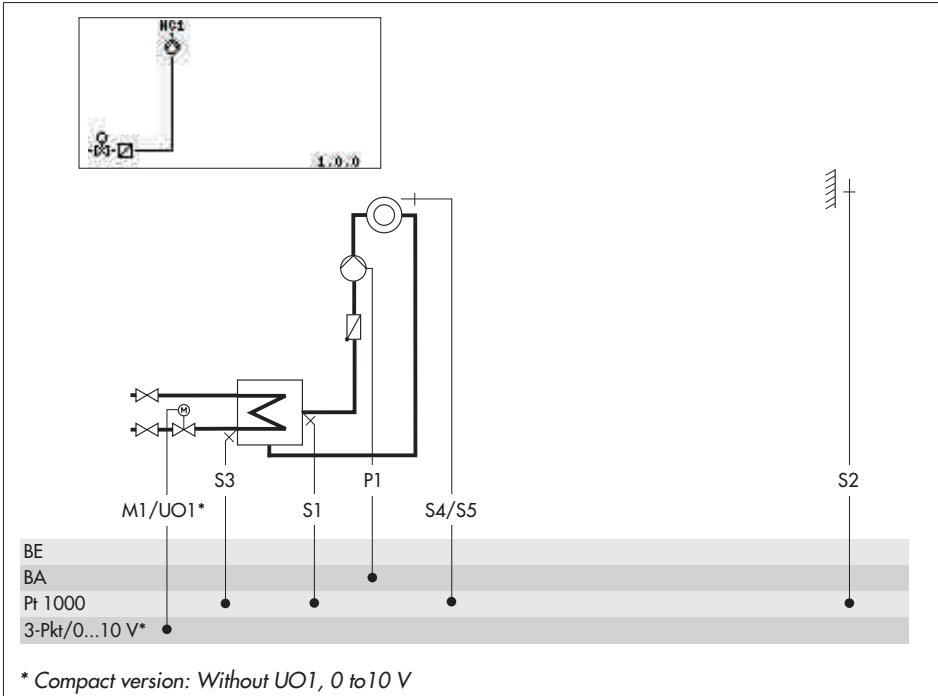 HC1
1.0.0
M
S3
P1
S2
M1/UO1*
S1
S4/S5
BE
BA
Pt 1000
3-Pkt/0...10 V*
* Compact version: Without UO1, 0 to10 V